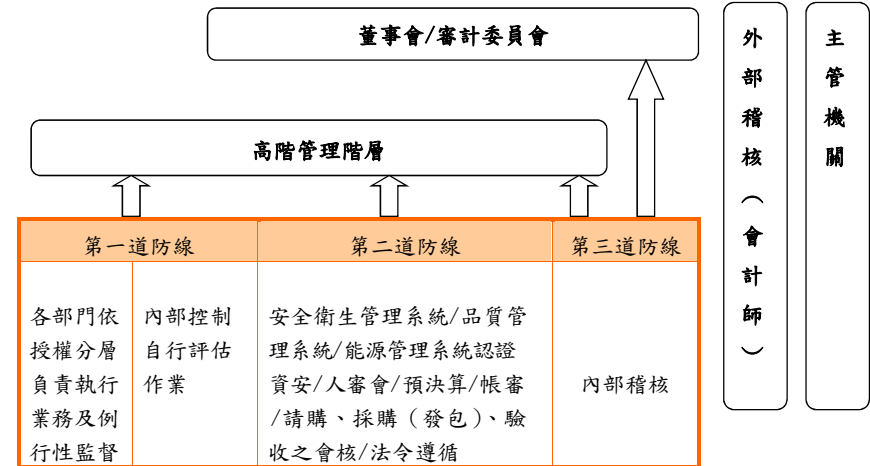 董事會/審計委員會
高階管理階層
第一道防線
第二道防線
第三道防線
各部門依
授權分層
負責執行
業務及例
行性監督
內部控制
自行評估
作業
安全衛生管理系統/品質管
理系統/能源管理系統認證
資安/人審會/預決算/帳審
/請購、採購（發包）、驗
收之會核/法令遵循
內部稽核
外部稽核（會計師）
主管機關